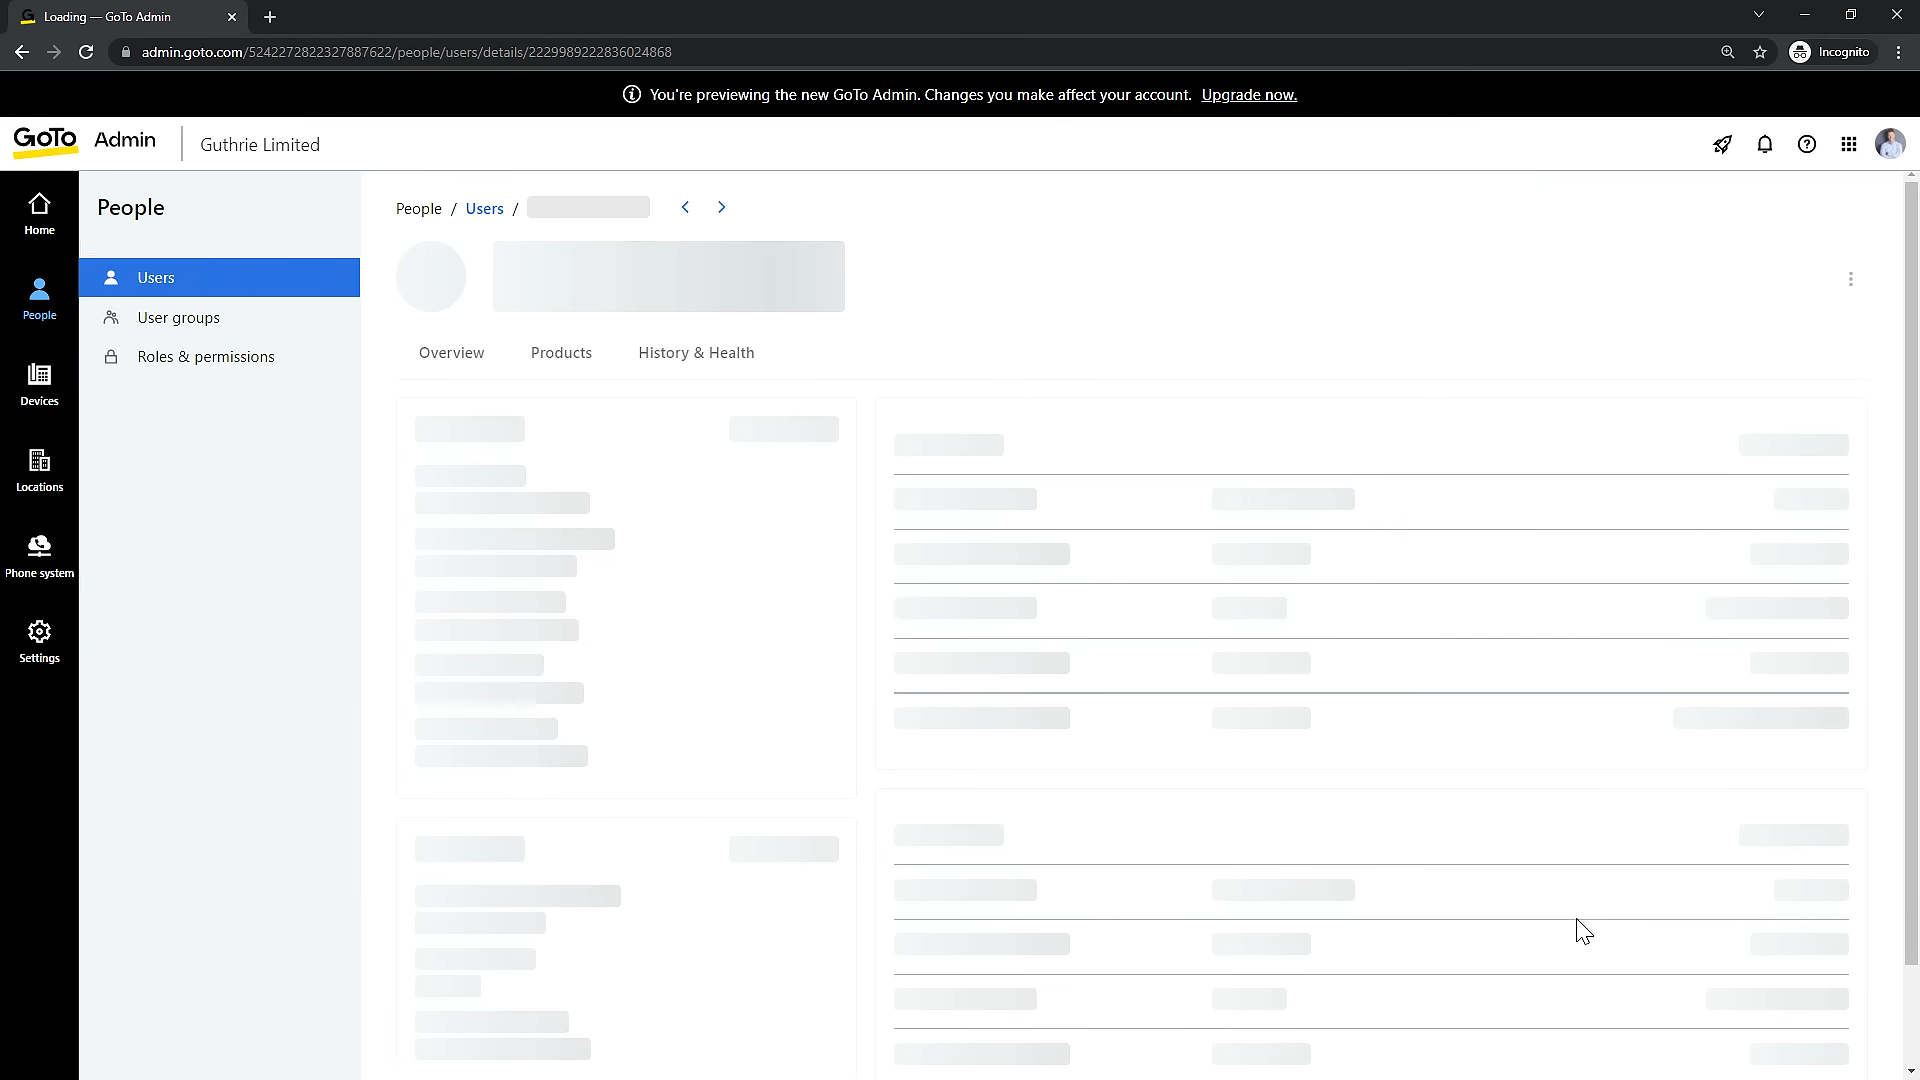 Loading — GoTo Admin
admin.goto.com/5242272822327887622/people/users/details/2229989222836024868
Incognito
You're previewing the new GoTo Admin. Changes you make affect your account. Upgrade now.
GoTo Admin
Guthrie Limited
Home
People
Devices
Locations
Phone system
Settings
People
Users
User groups
Roles & permissions
People / Users /
Overview
Products
History & Health